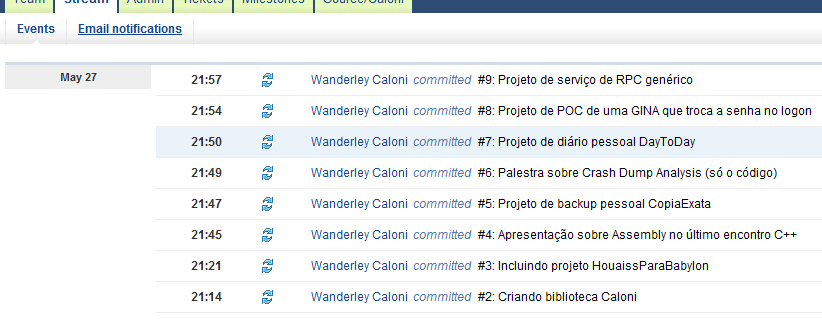 Team Stream Admin Tickets Milestones Source/Caloni
Events Email notifications
May 27
21:57 Wanderley Caloni committed #9: Projeto de serviço de RPC genérico
21:54 Wanderley Caloni committed #8: Projeto de POC de uma GINA que troca a senha no logon
21:50 Wanderley Caloni committed #7: Projeto de diário pessoal DayToDay
21:49 Wanderley Caloni committed #6: Palestra sobre Crash Dump Analysis (só o código)
21:47 Wanderley Caloni committed #5: Projeto de backup pessoal CopiaExata
21:45 Wanderley Caloni committed #4: Apresentação sobre Assembly no último encontro C++
21:21 Wanderley Caloni committed #3: Incluindo projeto HouaissParaBabylon
21:14 Wanderley Caloni committed #2: Criando biblioteca Caloni